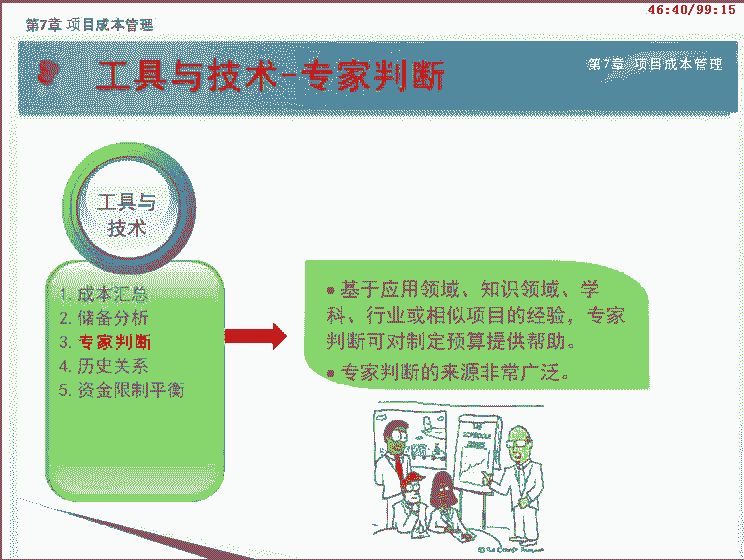 46:40/99:15
第7章 项目成本管理
工具与技术-专家判断
第7章 项目成本管理
工具与
技术
1. 成本汇总
2. 储备分析
3. 专家判断
4. 历史关系
5. 资金限制平衡
• 基于应用领域、知识领域、学
科、行业或相似项目的经验，专家
判断可对制定预算提供帮助。
• 专家判断的来源非常广泛。